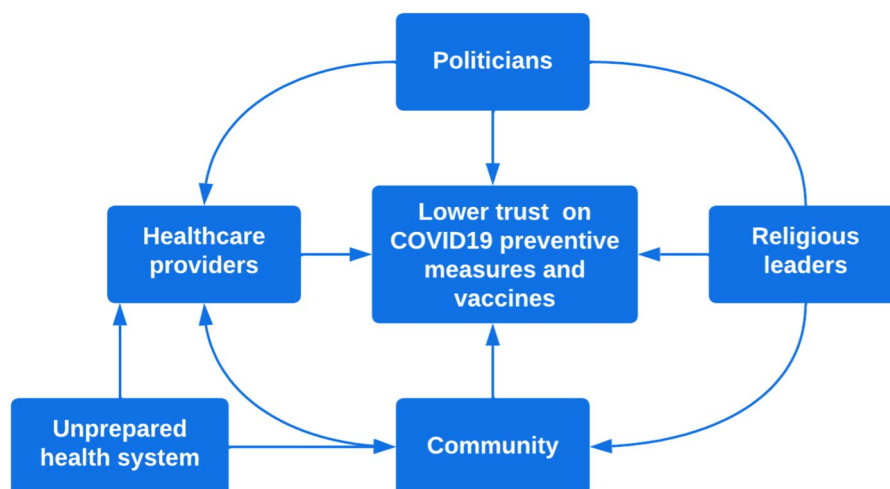 Politicians
Healthcare
providers
Lower trust on
COVID19 preventive
measures and
vaccines
Religious
leaders
Unprepared
health system
Community